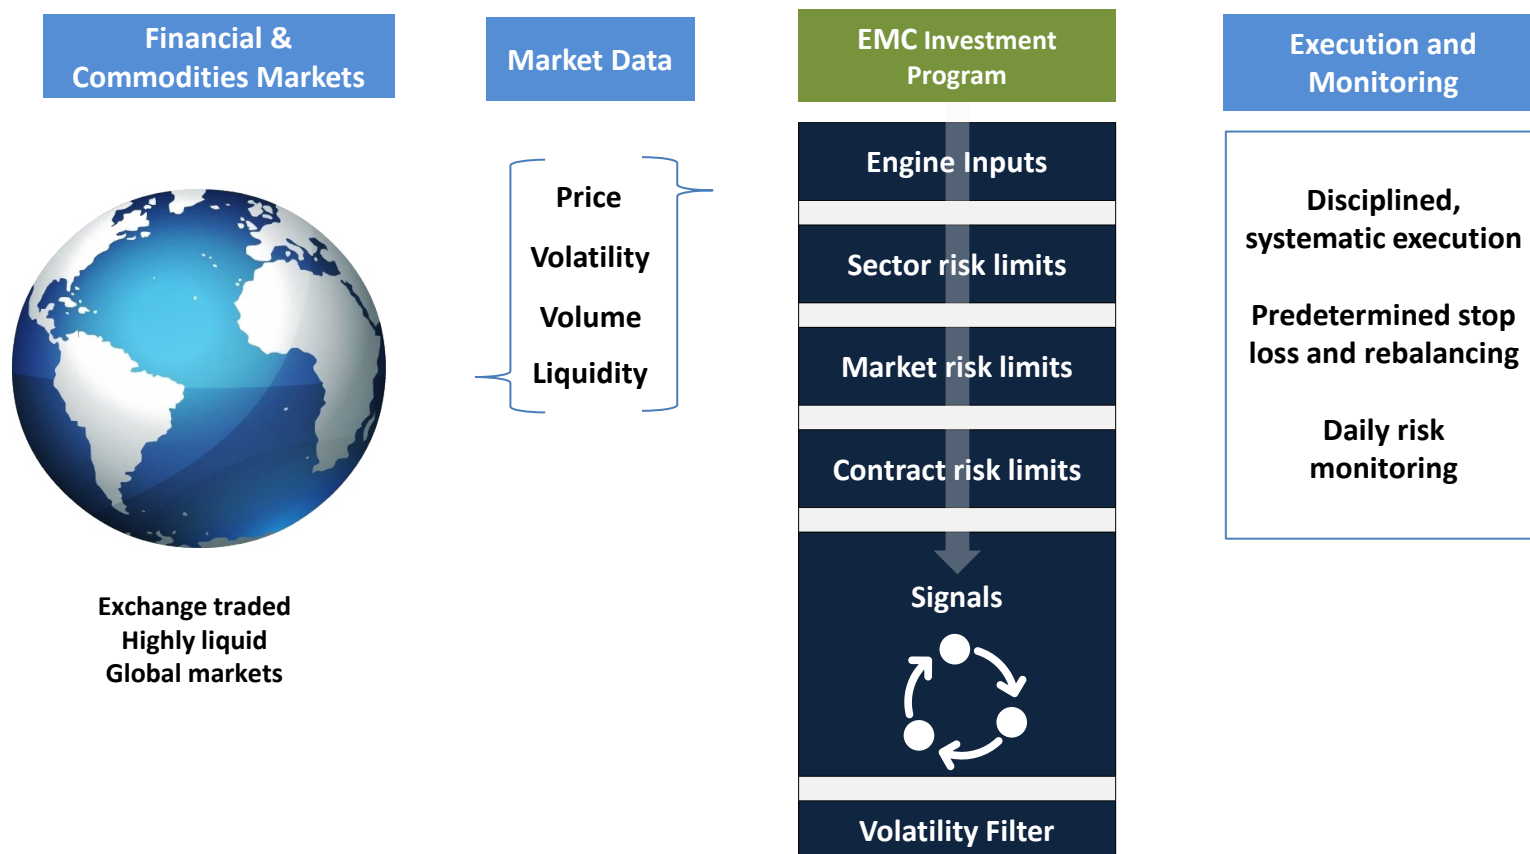 Financial &
Commodities Markets
Exchange traded
Highly liquid
Global markets
Market Data
Price
Volatility
Volume
Liquidity
EMC Investment
Program
Engine Inputs
Sector risk limits
Market risk limits
Contract risk limits
Signals
Volatility Filter
Execution and
Monitoring
Disciplined,
systematic execution
Predetermined stop
loss and rebalancing
Daily risk
monitoring